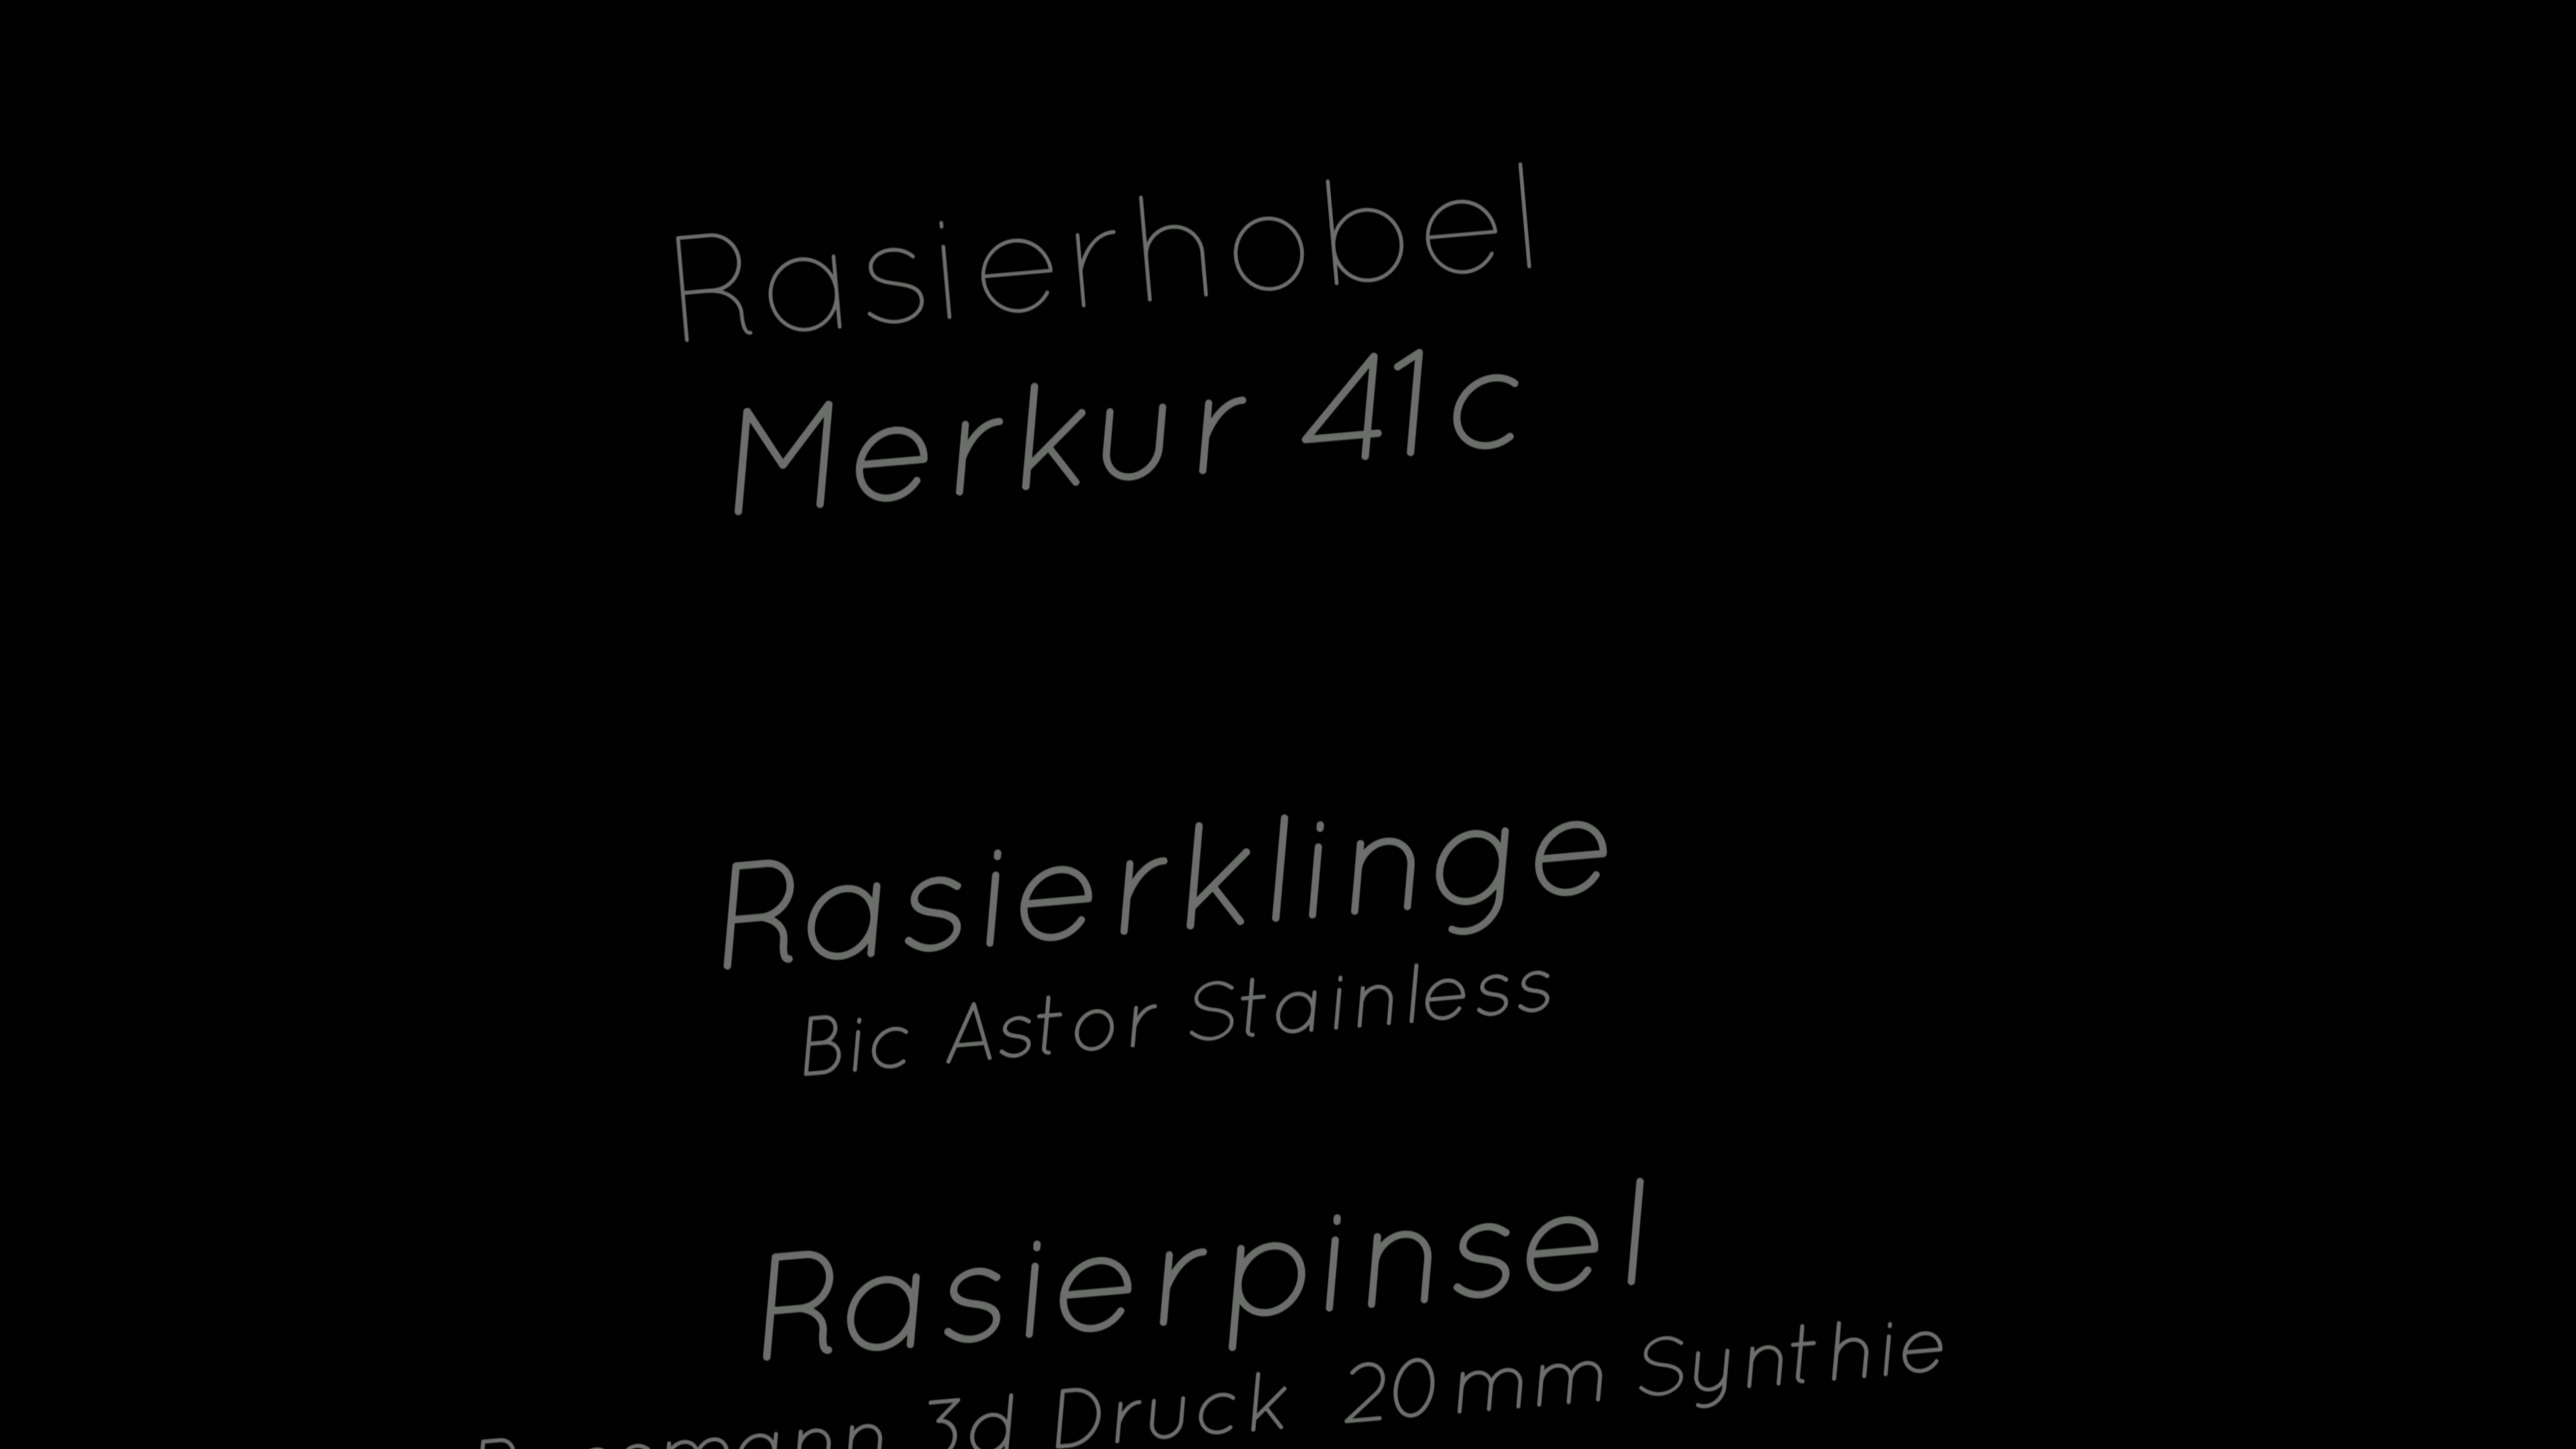 Rasierhobel
Merkur 41c
Rasierklinge
Bic Astor Stainless
Rasierpinsel
3d Druck 20mm Synthie